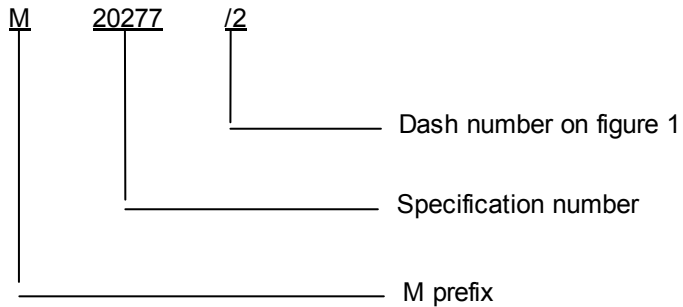 M 20277 /2
Dash number on figure 1
Specification number
M prefix